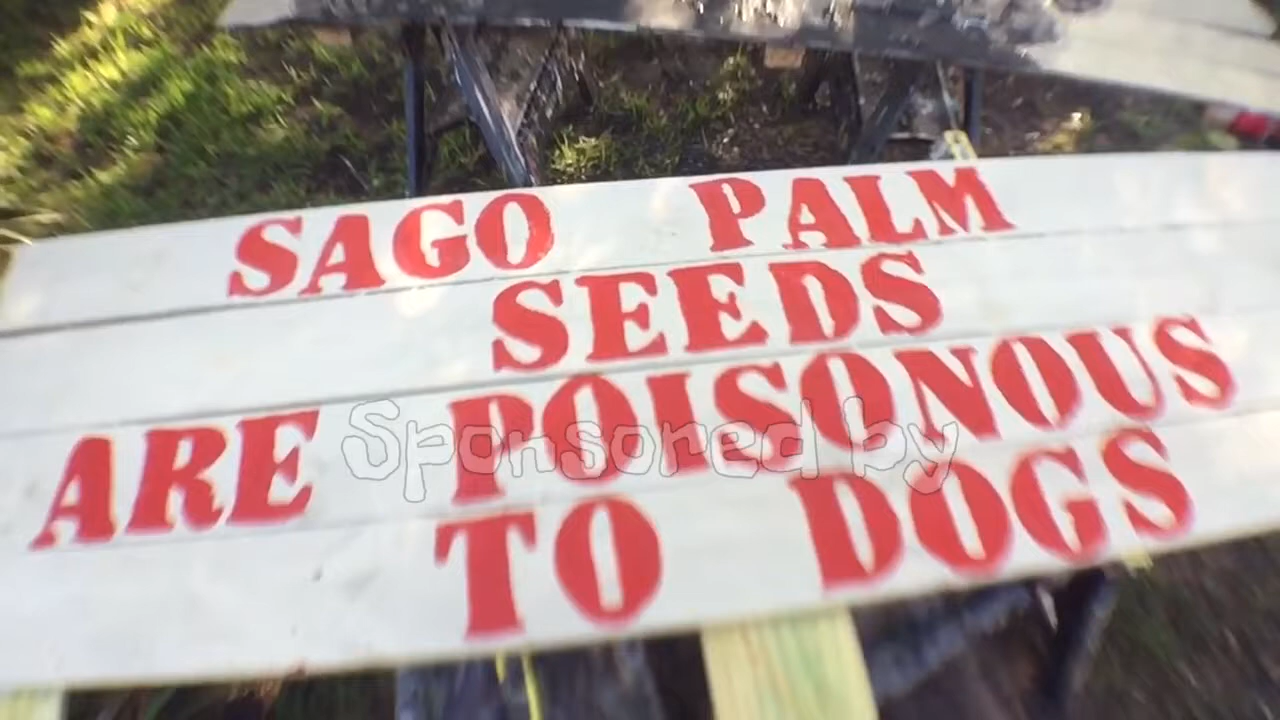 SAGO PALM
SEEDS
ARE POISONOUS
TO DOGS
Sponsored by